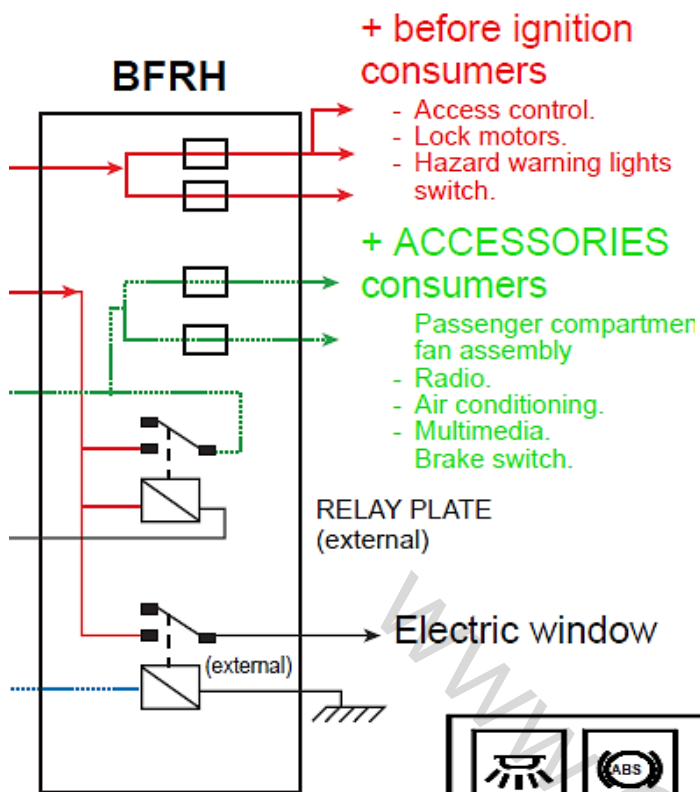 BFRH
+ before ignition
consumers
- Access control.
- Lock motors.
- Hazard warning lights
switch.
+ ACCESSORIES
consumers
Passenger compartmen
fan assembly
- Radio.
- Air conditioning.
- Multimedia.
Brake switch.
RELAY PLATE
(external)
Electric window
(external)
ABS